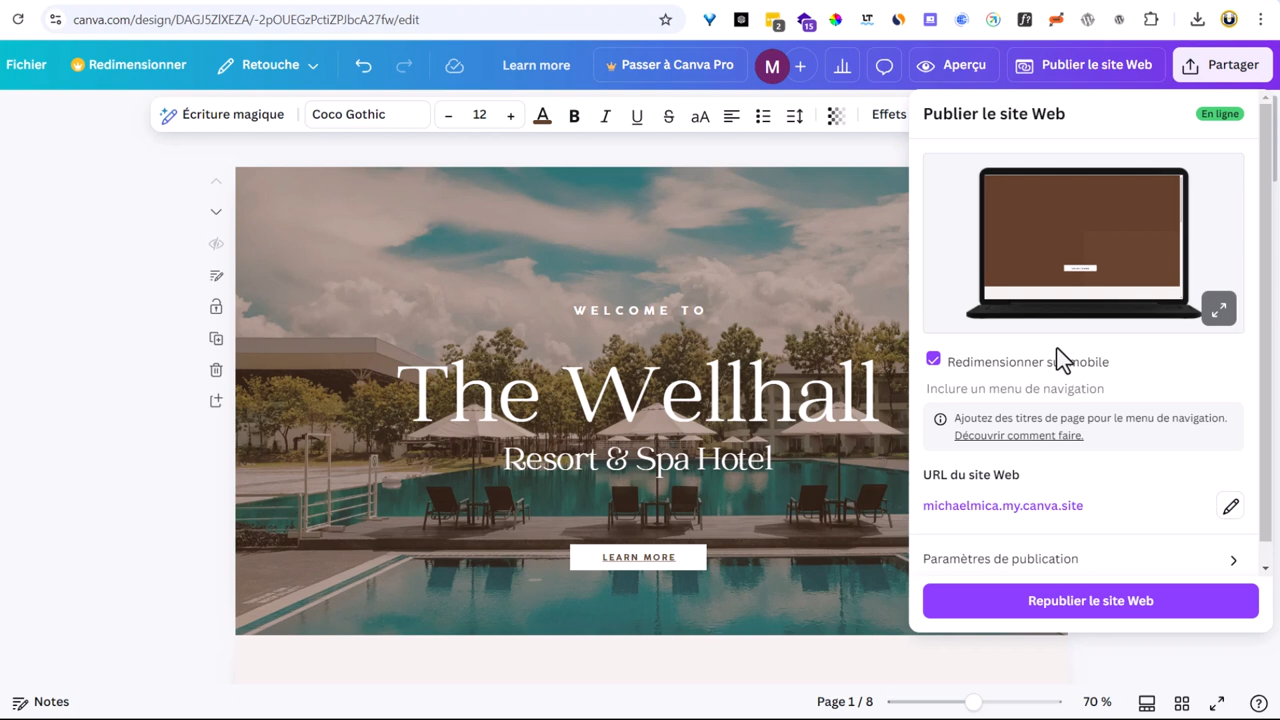 canva.com/design/DAGJ5ZlXEZA/-2pOUEGzPctiZPJbcA27fw/edit
2
15
Fichier
Redimensionner
Retouche
Learn more
Passer à Canva Pro
M
Aperçu
Publier le site Web
Partager
Écriture magique
Coco Gothic
– 12 +
A B I U S aA
Effets
Publier le site Web
En ligne
WELCOME TO
The Wellhall
Resort & Spa Hotel
LEARN MORE
Redimensionner sur mobile
Inclure un menu de navigation
Ajoutez des titres de page pour le menu de navigation.
Découvrir comment faire.
URL du site Web
michaelmica.my.canva.site
Paramètres de publication
Republier le site Web
Notes
Page 1 / 8
70 %